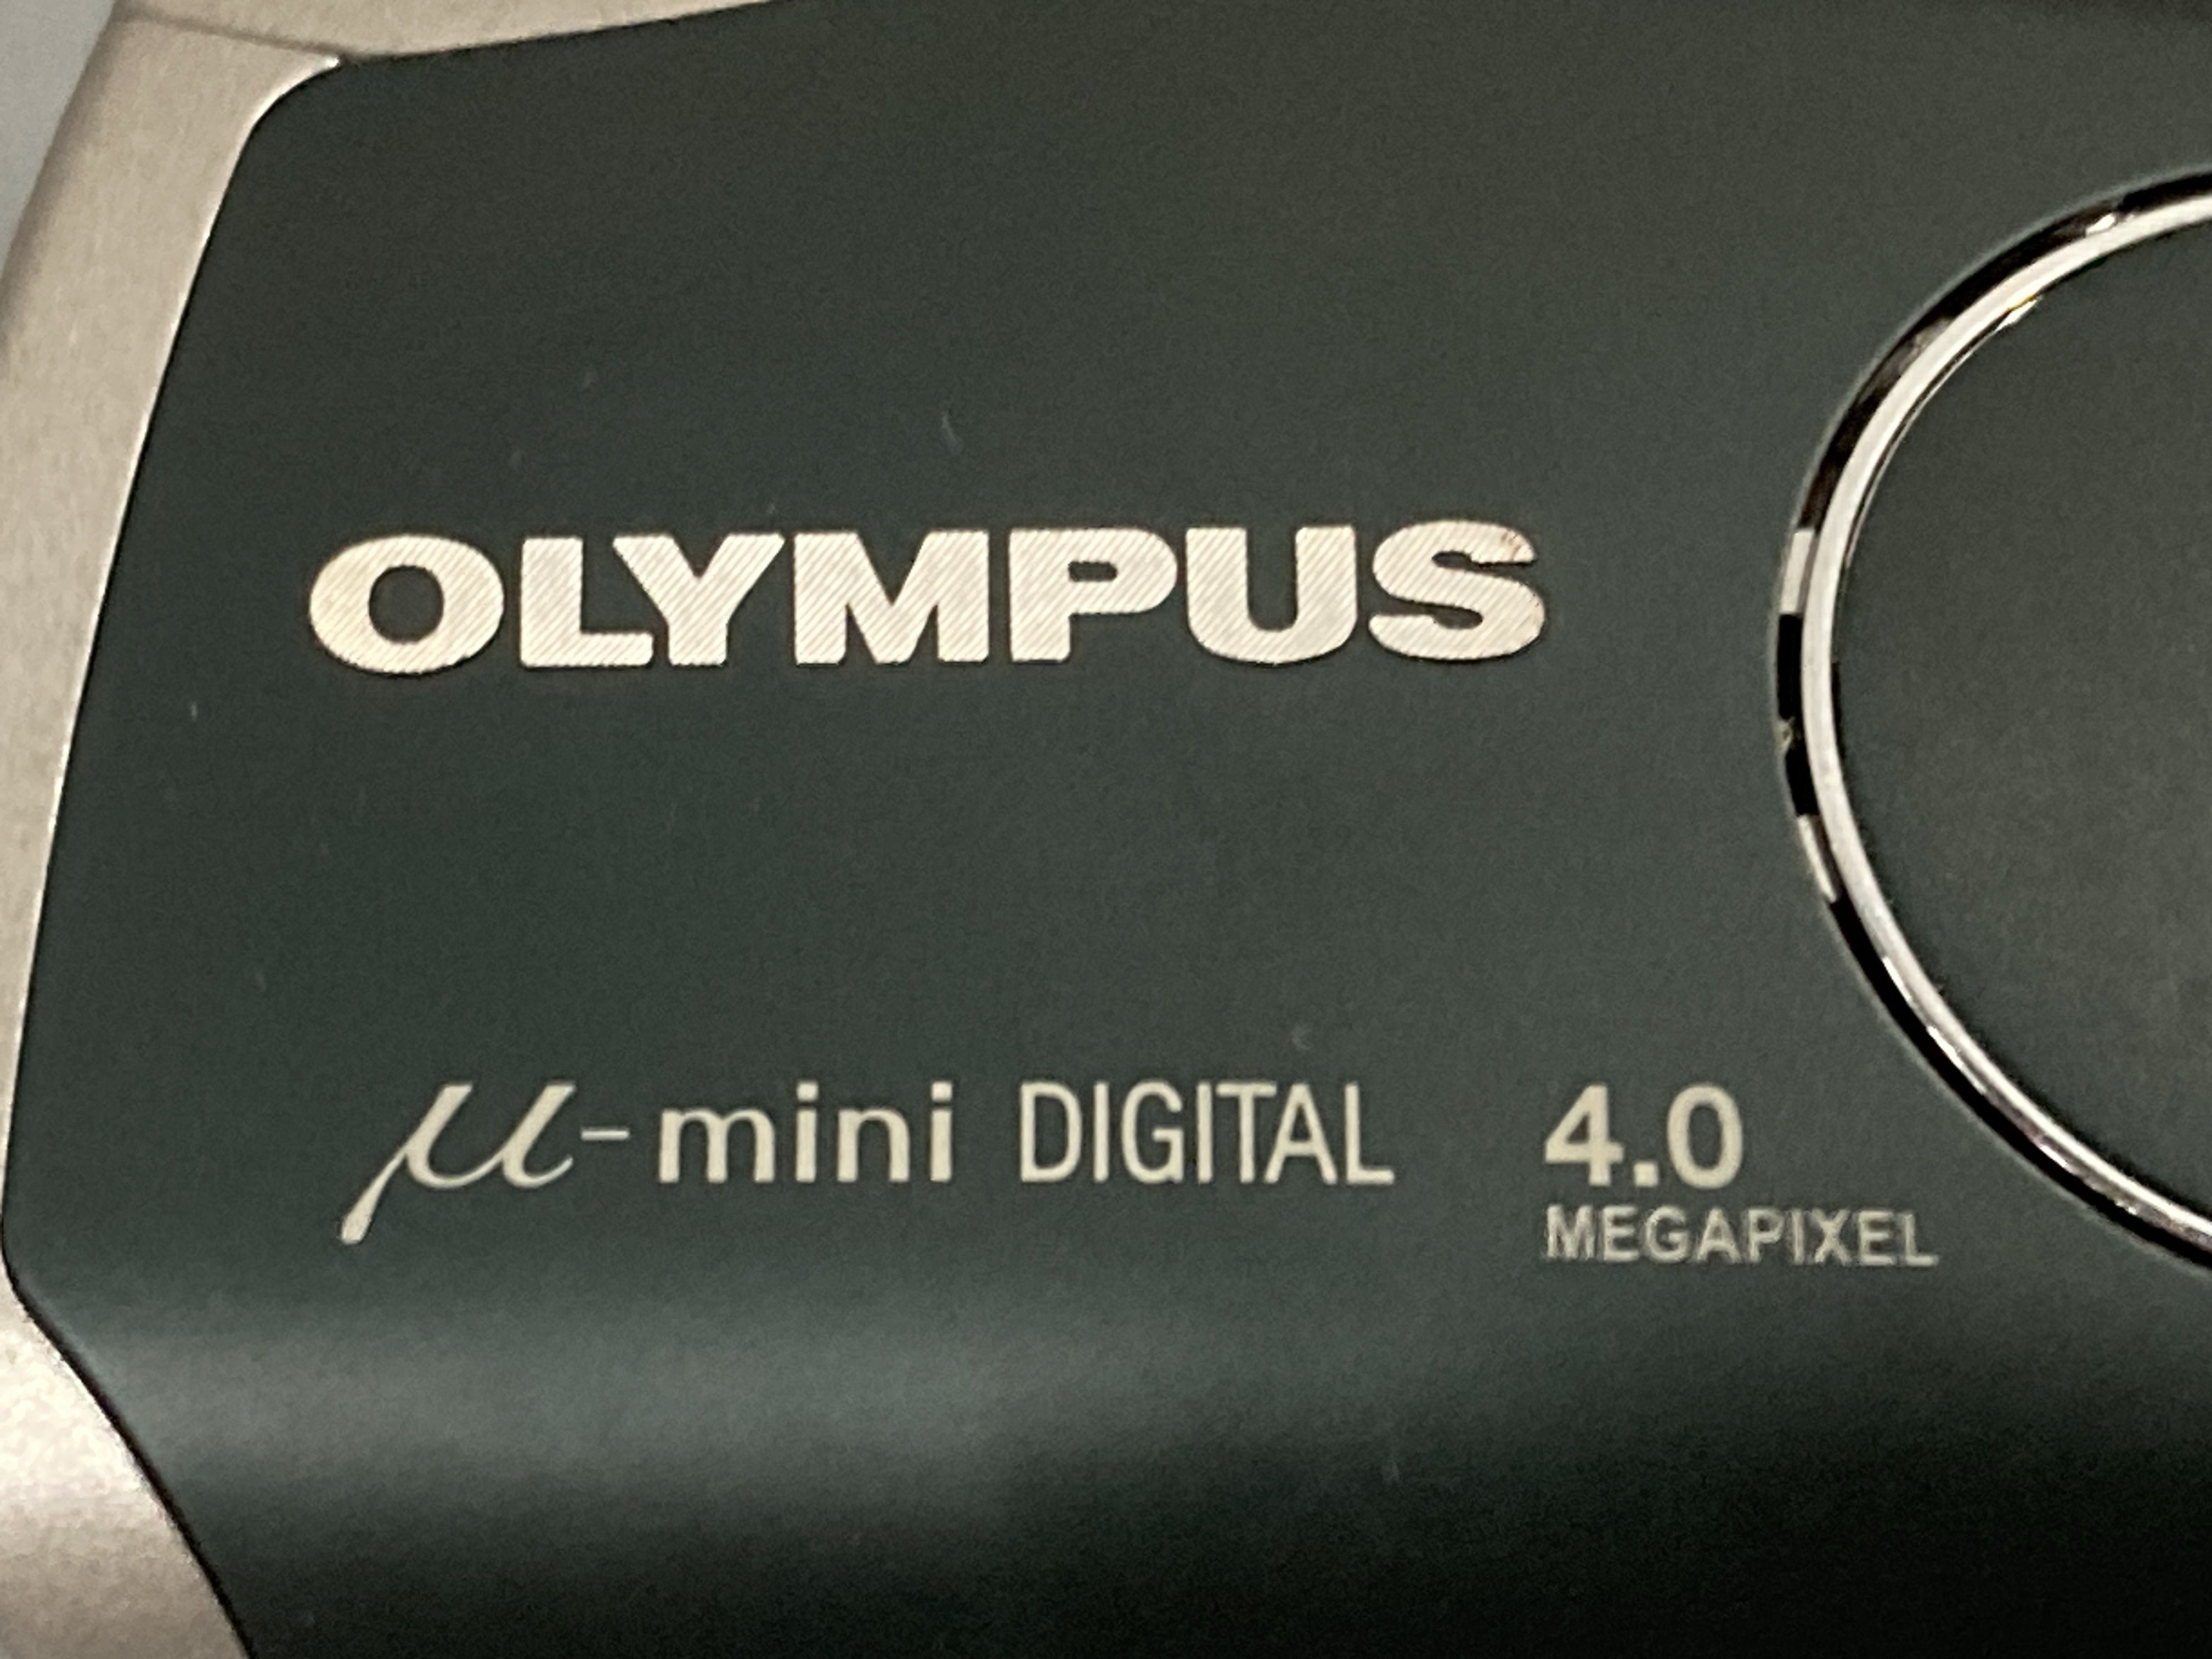 OLYMPUS
μ-mini DIGITAL 4.0
MEGAPIXEL